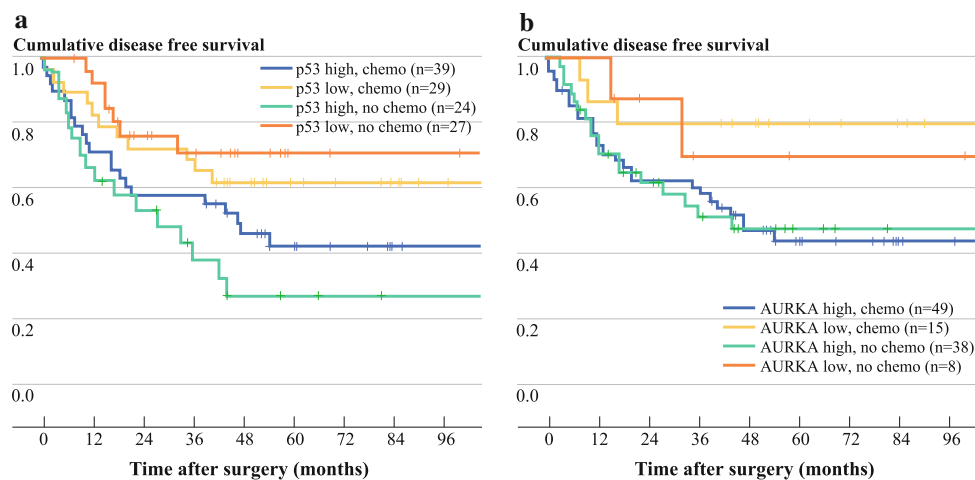 a
Cumulative disease free survival
1.0
p53 high, chemo (n=39)
p53 low, chemo (n=29)
p53 high, no chemo (n=24)
p53 low, no chemo (n=27)
0.8
0.6
0.4
0.2
0.0
0 12 24 36 48 60 72 84 96
Time after surgery (months)
b
Cumulative disease free survival
1.0
0.8
0.6
0.4
AURKA high, chemo (n=49)
AURKA low, chemo (n=15)
AURKA high, no chemo (n=38)
AURKA low, no chemo (n=8)
0.2
0.0
0 12 24 36 48 60 72 84 96
Time after surgery (months)